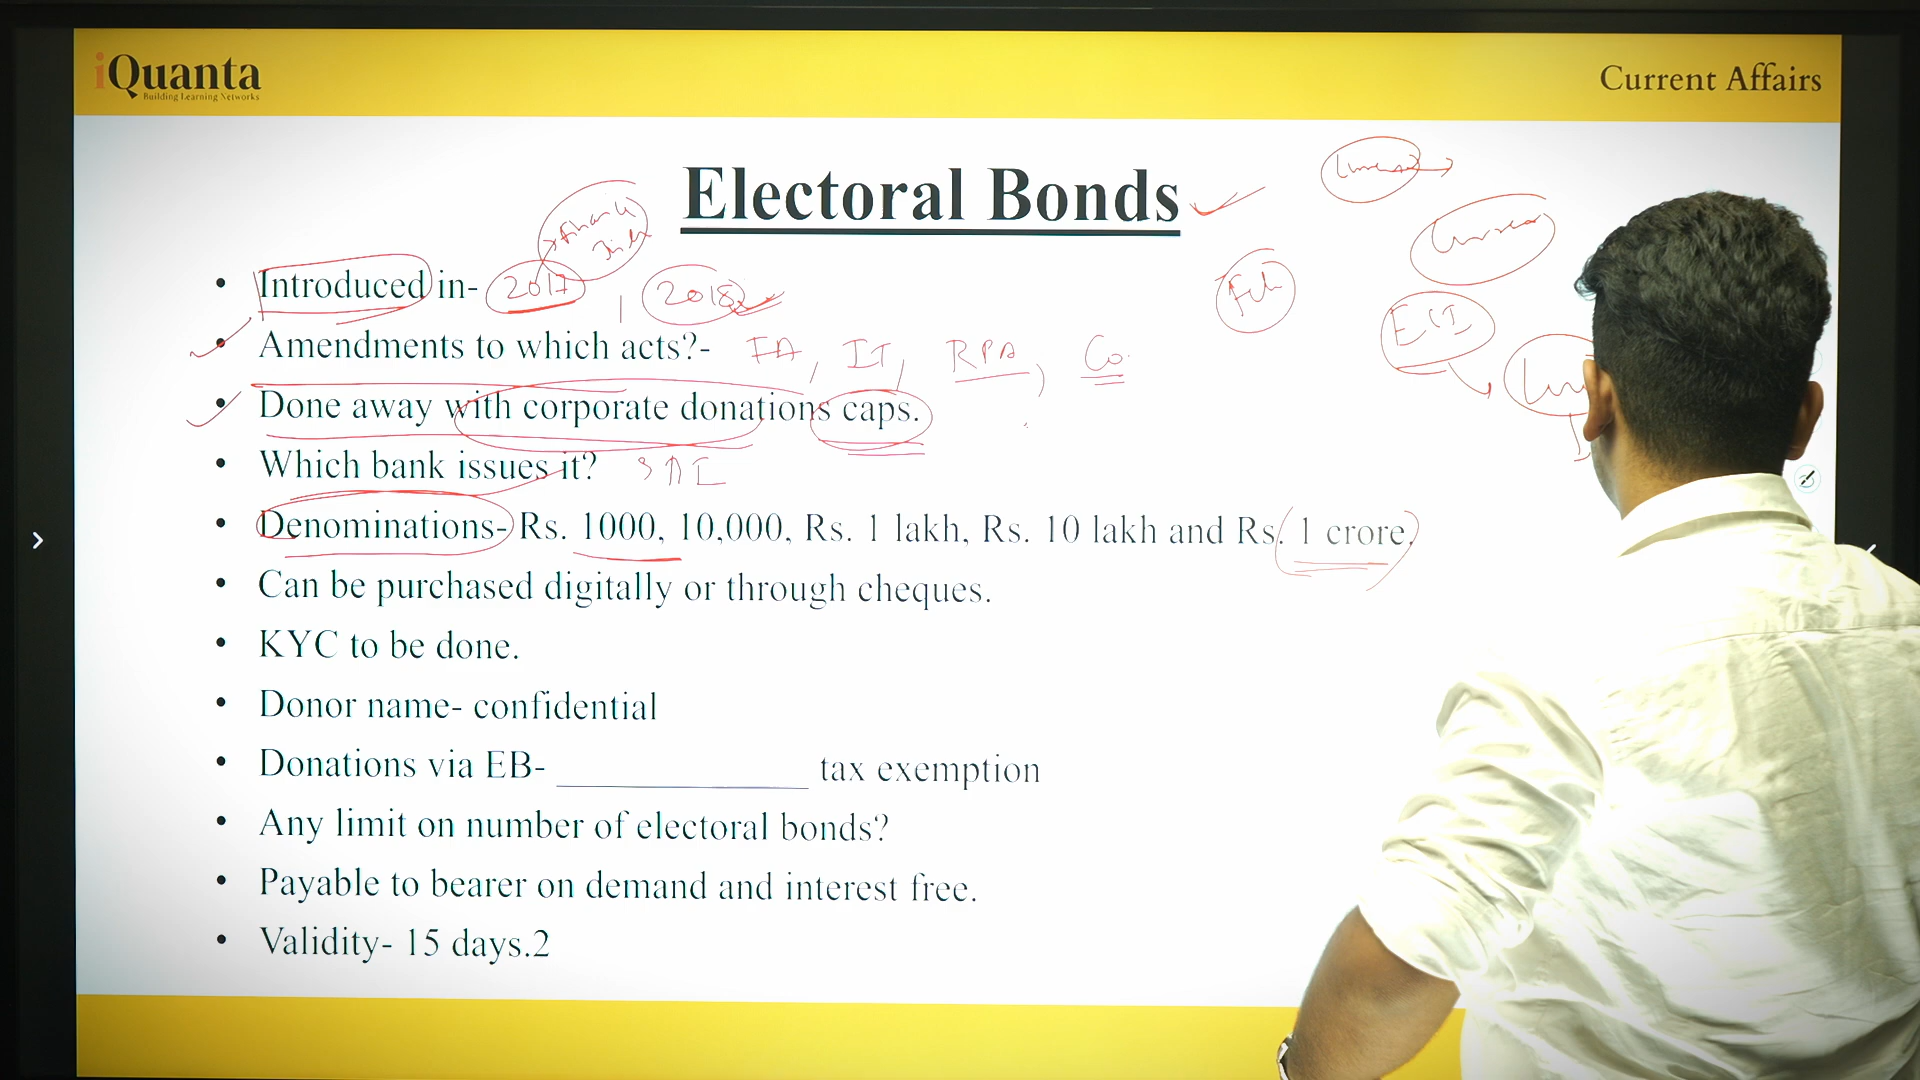 iQuanta
Building Learning Networks
Current Affairs
Electoral Bonds
• Introduced in- 2017 | 2018
• Amendments to which acts?- FA, IT, RPA, Co.
• Done away with corporate donations caps.
• Which bank issues it? SBI
• Denominations- Rs. 1000, 10,000, Rs. 1 lakh, Rs. 10 lakh and Rs. 1 crore.
• Can be purchased digitally or through cheques.
• KYC to be done.
• Donor name- confidential
• Donations via EB- ______________ tax exemption
• Any limit on number of electoral bonds?
• Payable to bearer on demand and interest free.
• Validity- 15 days.2
ECI